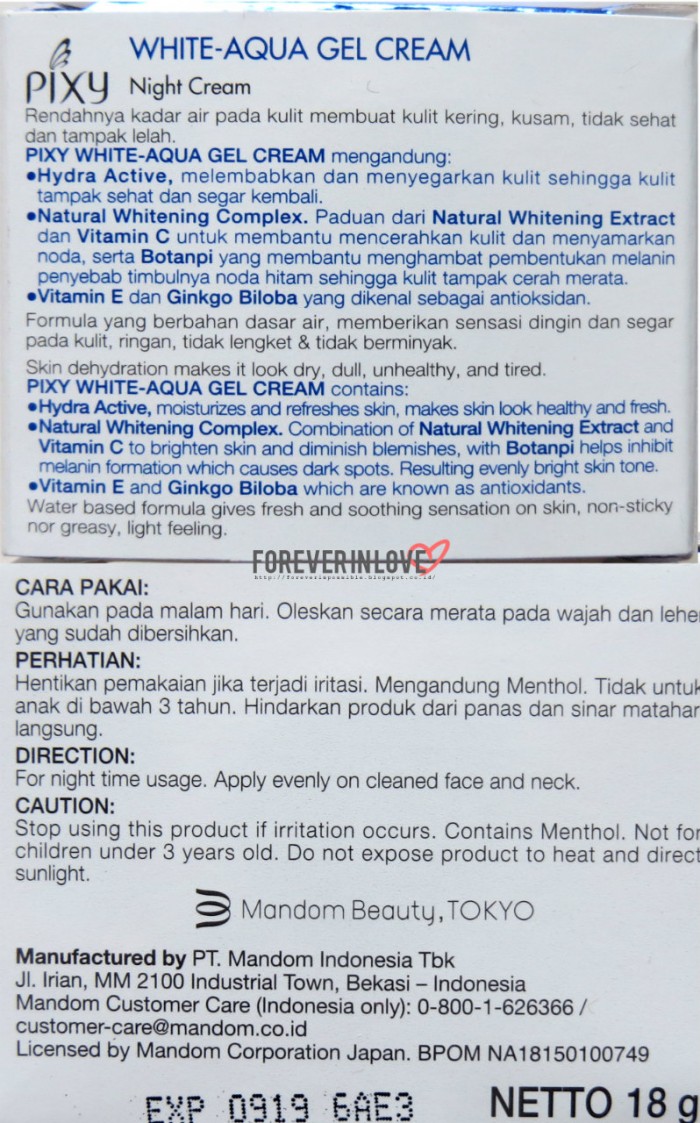 WHITE-AQUA GEL CREAM
pixy Night Cream
Rendahnya kadar air pada kulit membuat kulit kering, kusam, tidak sehat
dan tampak lelah.
PIXY WHITE-AQUA GEL CREAM mengandung:
•Hydra Active, melembabkan dan menyegarkan kulit sehingga kulit
tampak sehat dan segar kembali.
•Natural Whitening Complex. Paduan dari Natural Whitening Extract
dan Vitamin C untuk membantu mencerahkan kulit dan menyamarkan
noda, serta Botanpi yang membantu menghambat pembentukan melanin
penyebab timbulnya noda hitam sehingga kulit tampak cerah merata.
•Vitamin E dan Ginkgo Biloba yang dikenal sebagai antioksidan.
Formula yang berbahan dasar air, memberikan sensasi dingin dan segar
pada kulit, ringan, tidak lengket & tidak berminyak.
Skin dehydration makes it look dry, dull, unhealthy, and tired.
PIXY WHITE-AQUA GEL CREAM contains:
•Hydra Active, moisturizes and refreshes skin, makes skin look healthy and fresh.
•Natural Whitening Complex. Combination of Natural Whitening Extract and
Vitamin C to brighten skin and diminish blemishes, with Botanpi helps inhibit
melanin formation which causes dark spots. Resulting evenly bright skin tone.
•Vitamin E and Ginkgo Biloba which are known as antioxidants.
Water based formula gives fresh and soothing sensation on skin, non-sticky
nor greasy, light feeling.
FOREVERINLOVE
CARA PAKAI:
Gunakan pada malam hari. Oleskan secara merata pada wajah dan leher
yang sudah dibersihkan.
PERHATIAN:
Hentikan pemakaian jika terjadi iritasi. Mengandung Menthol. Tidak untuk
anak di bawah 3 tahun. Hindarkan produk dari panas dan sinar matahar
langsung.
DIRECTION:
For night time usage. Apply evenly on cleaned face and neck.
CAUTION:
Stop using this product if irritation occurs. Contains Menthol. Not for
children under 3 years old. Do not expose product to heat and direct
sunlight.
Mandom Beauty, TOKYO
Manufactured by PT. Mandom Indonesia Tbk
Jl. Irian, MM 2100 Industrial Town, Bekasi – Indonesia
Mandom Customer Care (Indonesia only): 0-800-1-626366 /
customer-care@mandom.co.id
Licensed by Mandom Corporation Japan. BPOM NA18150100749
EXP 0919 6AE3 NETTO 18 g